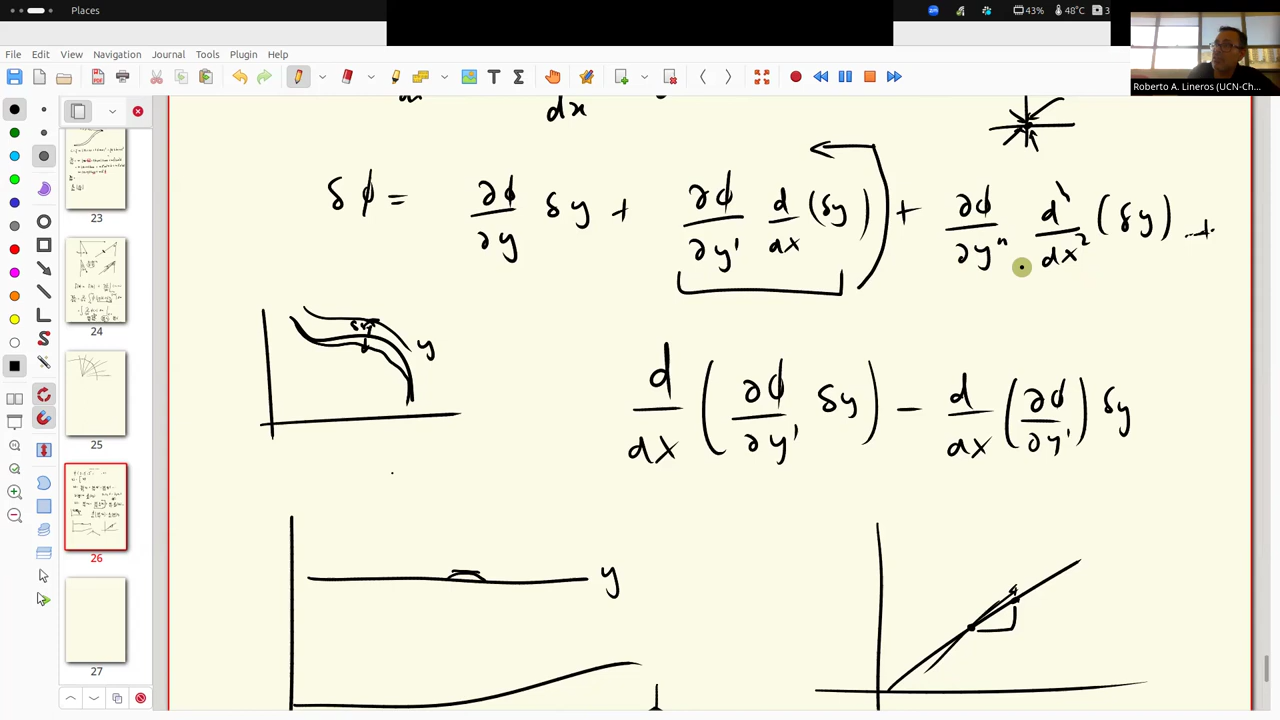 Places
43%
48°C
3
File Edit View Navigation Journal Tools Plugin Help
Roberto A. Lineros (UCN-Ch...
dx
δϕ = ∂ϕ/∂y δy + ∂ϕ/∂y' d/dx (δy) + ∂ϕ/∂y'' d²/dx² (δy) ...+
y
d/dx (∂ϕ/∂y' δy) − d/dx (∂ϕ/∂y') δy
y
23
24
25
26
27